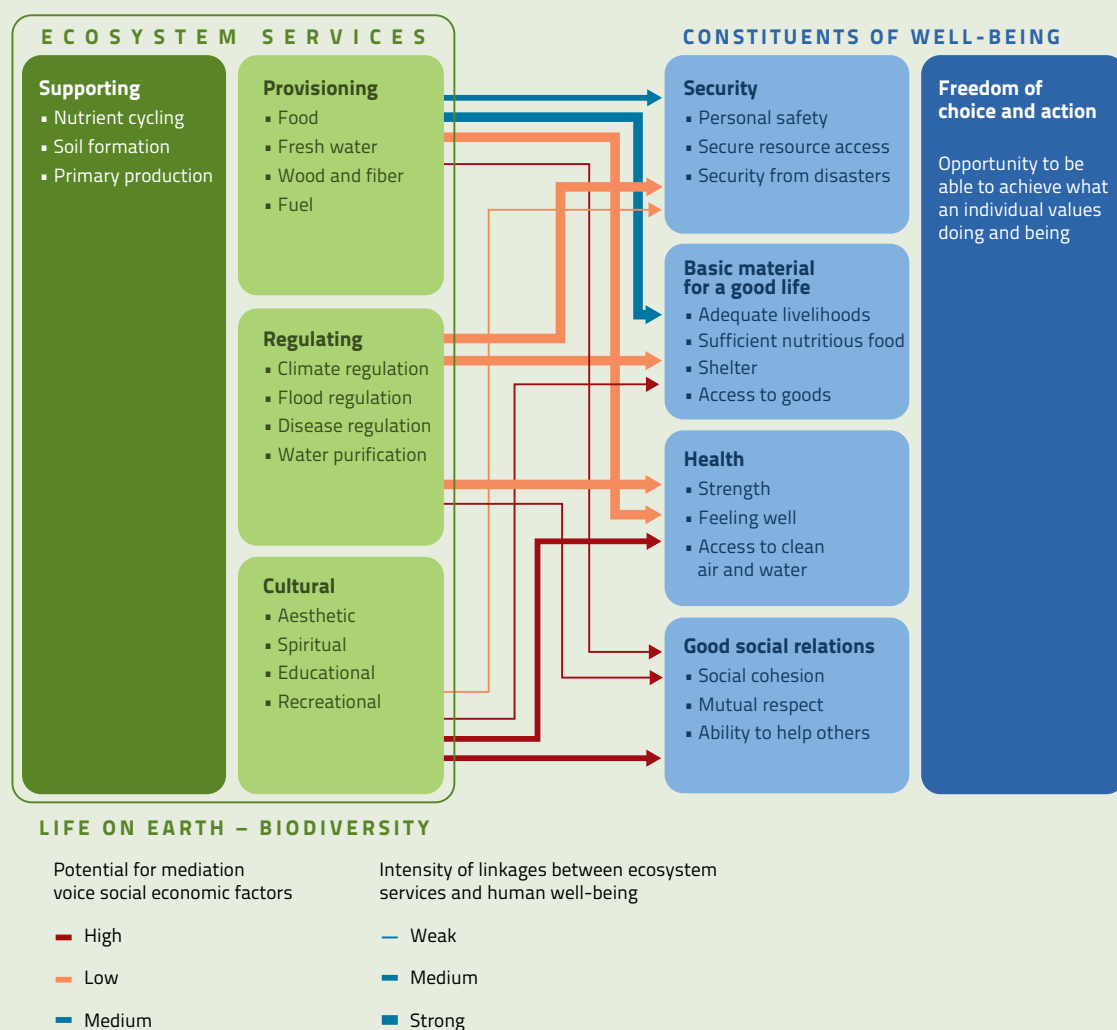 ECOSYSTEM SERVICES
Supporting
▪ Nutrient cycling
▪ Soil formation
▪ Primary production
Provisioning
▪ Food
▪ Fresh water
▪ Wood and fiber
▪ Fuel
Regulating
▪ Climate regulation
▪ Flood regulation
▪ Disease regulation
▪ Water purification
Cultural
▪ Aesthetic
▪ Spiritual
▪ Educational
▪ Recreational
CONSTITUENTS OF WELL-BEING
Security
▪ Personal safety
▪ Secure resource access
▪ Security from disasters
Basic material
for a good life
▪ Adequate livelihoods
▪ Sufficient nutritious food
▪ Shelter
▪ Access to goods
Health
▪ Strength
▪ Feeling well
▪ Access to clean
air and water
Good social relations
▪ Social cohesion
▪ Mutual respect
▪ Ability to help others
Freedom of
choice and action
Opportunity to be
able to achieve what
an individual values
doing and being
LIFE ON EARTH – BIODIVERSITY
Potential for mediation
voice social economic factors
High
Low
Medium
Intensity of linkages between ecosystem
services and human well-being
Weak
Medium
Strong